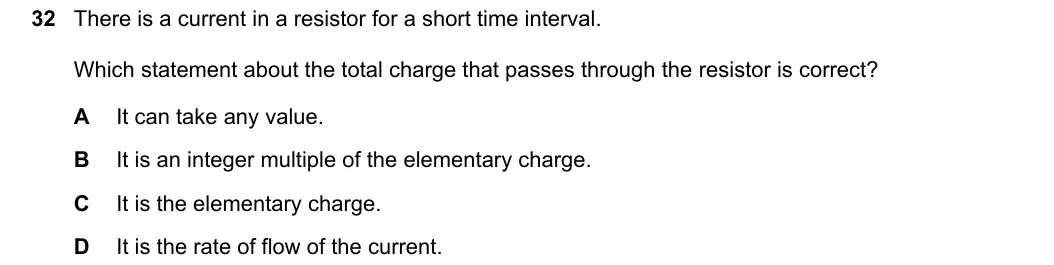 32 There is a current in a resistor for a short time interval.
Which statement about the total charge that passes through the resistor is correct?
A It can take any value.
B It is an integer multiple of the elementary charge.
C It is the elementary charge.
D It is the rate of flow of the current.